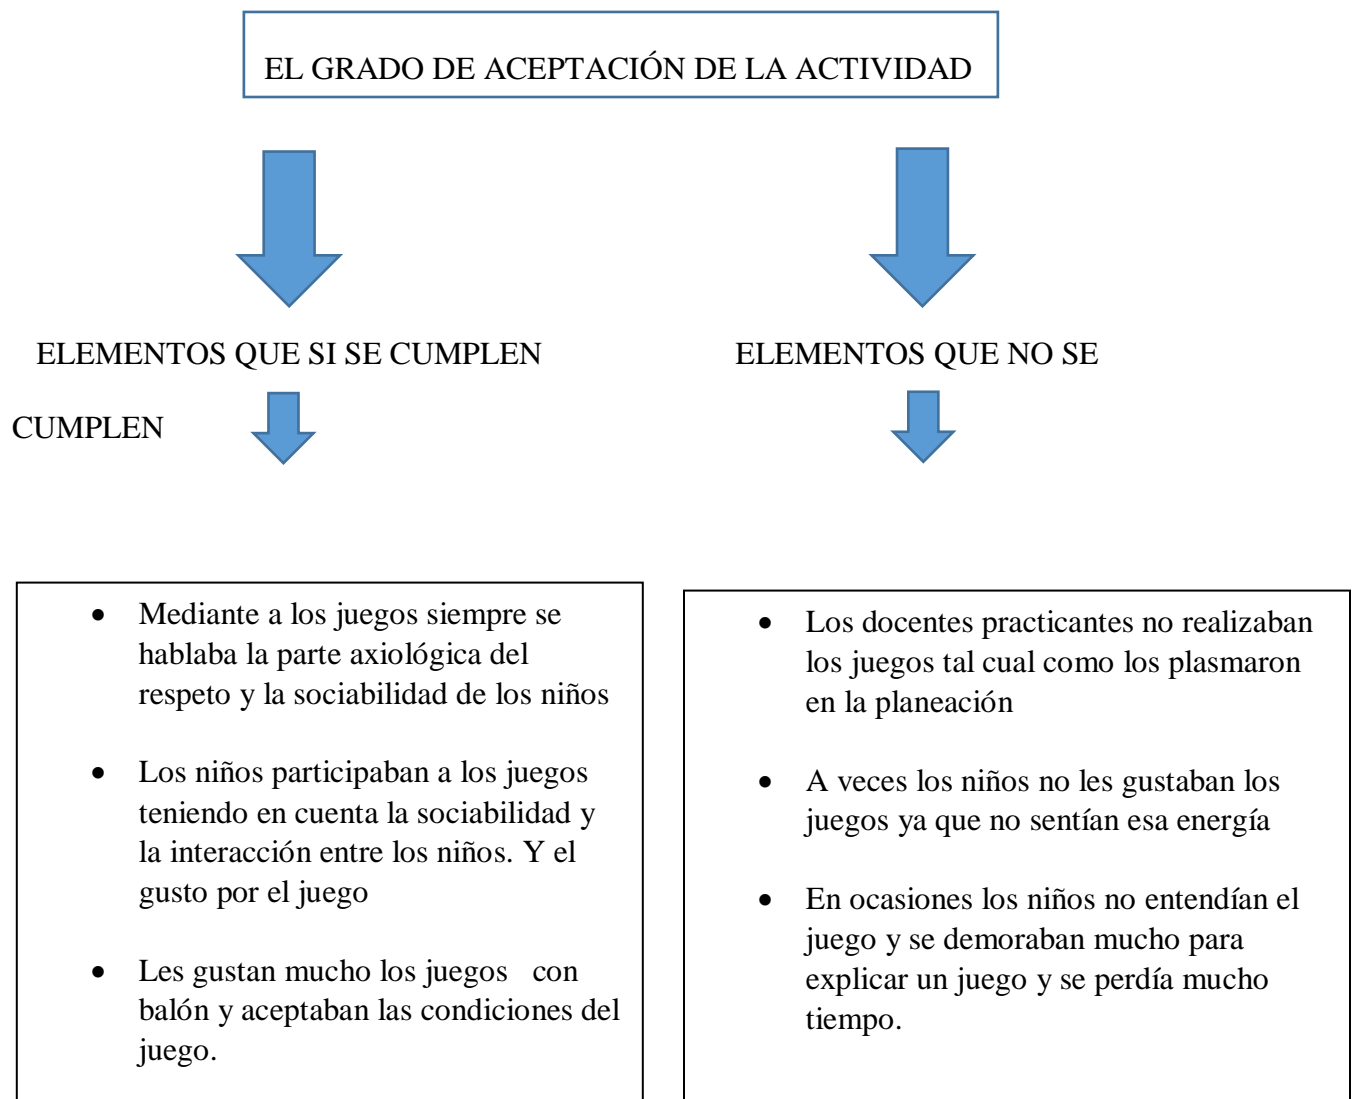 EL GRADO DE ACEPTACIÓN DE LA ACTIVIDAD
ELEMENTOS QUE SI SE CUMPLEN
ELEMENTOS QUE NO SE
CUMPLEN
• Mediante a los juegos siempre se
hablaba la parte axiológica del
respeto y la sociabilidad de los niños
• Los niños participaban a los juegos
teniendo en cuenta la sociabilidad y
la interacción entre los niños. Y el
gusto por el juego
• Les gustan mucho los juegos con
balón y aceptaban las condiciones del
juego.
• Los docentes practicantes no realizaban
los juegos tal cual como los plasmaron
en la planeación
• A veces los niños no les gustaban los
juegos ya que no sentían esa energía
• En ocasiones los niños no entendían el
juego y se demoraban mucho para
explicar un juego y se perdía mucho
tiempo.